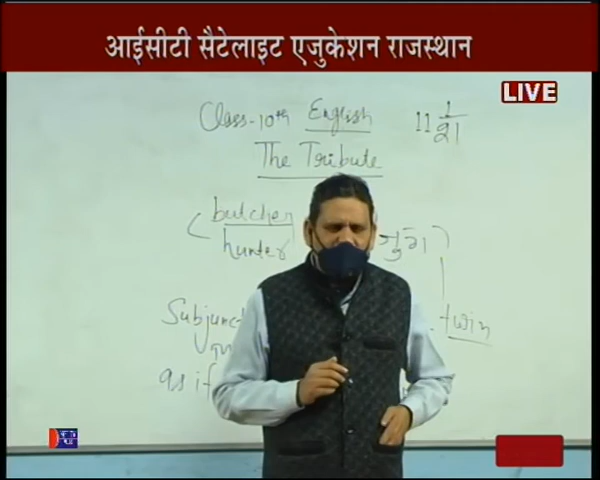 आईसीटी सैटेलाइट एजुकेशन राजस्थान
LIVE
Class-10th English 11 1/21
The Tribute
( butcher
hunter
Subjunc
as if
twin